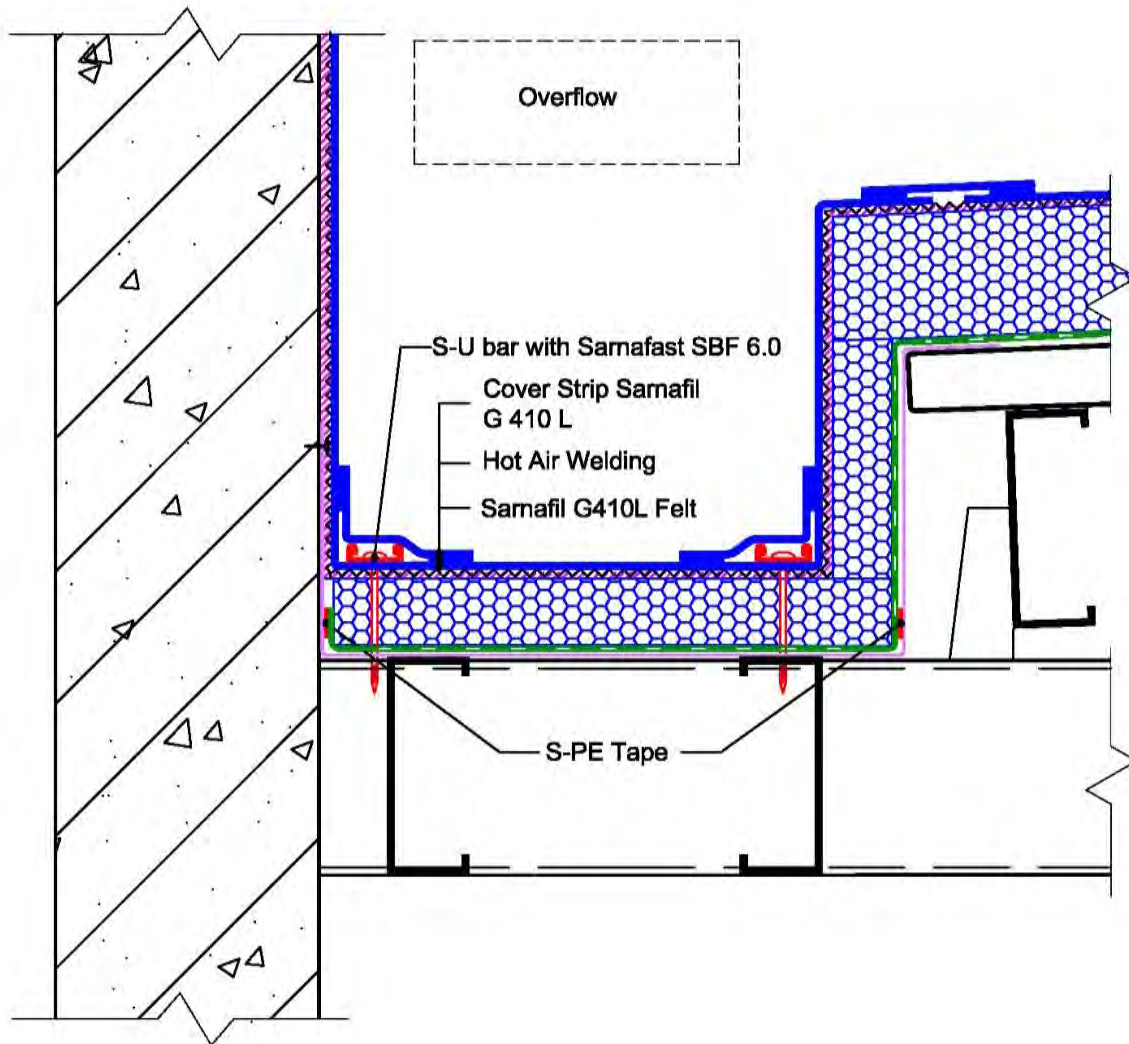 Overflow
S-U bar with Sarnafast SBF 6.0
Cover Strip Sarnafil
G 410 L
Hot Air Welding
Sarnafil G410L Felt
S-PE Tape